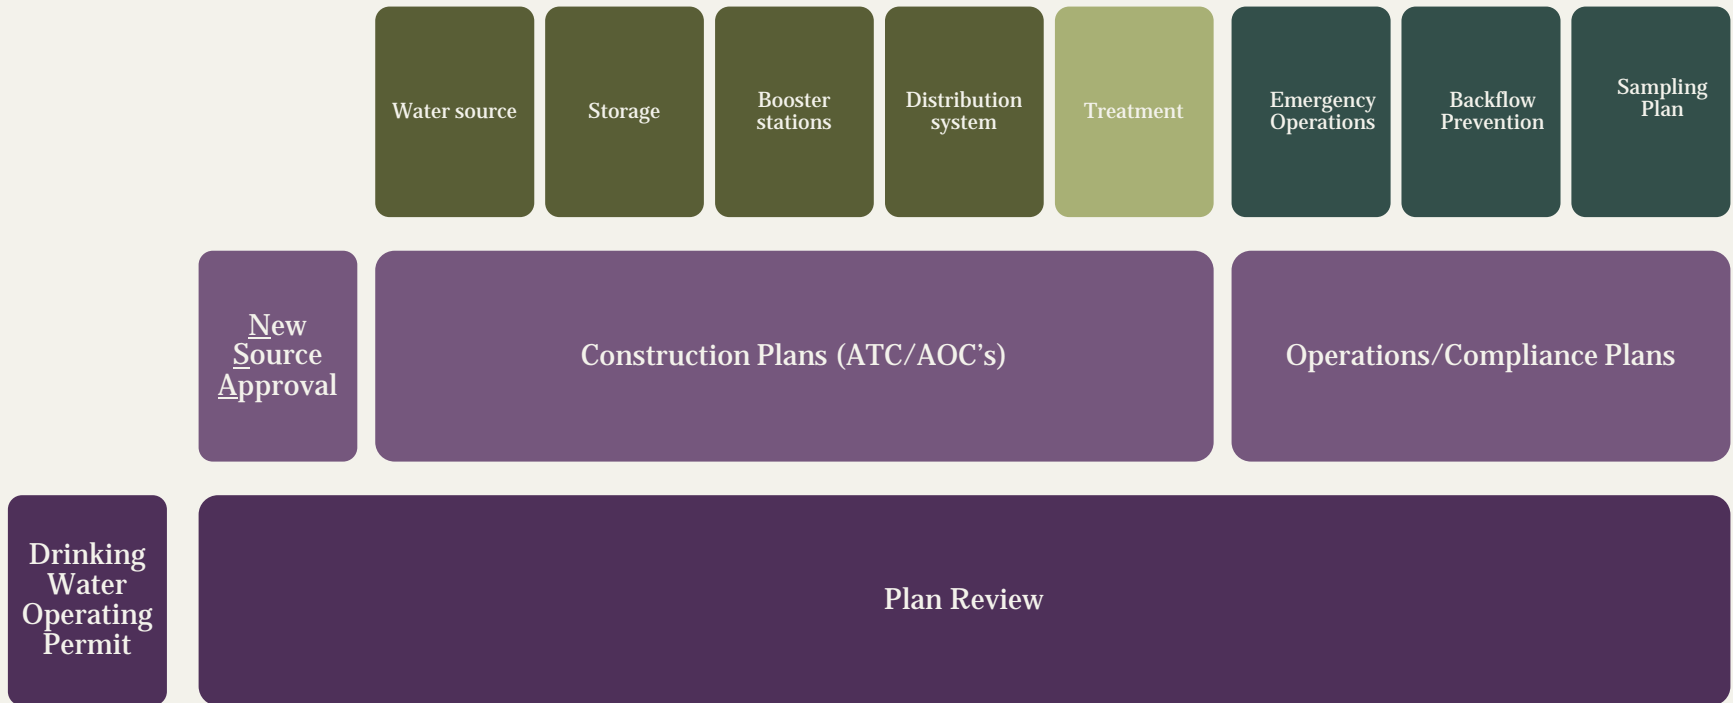 Water source
Storage
Booster
stations
Distribution
system
Treatment
Emergency
Operations
Backflow
Prevention
Sampling
Plan
New
Source
Approval
Construction Plans (ATC/AOC’s)
Operations/Compliance Plans
Drinking
Water
Operating
Permit
Plan Review